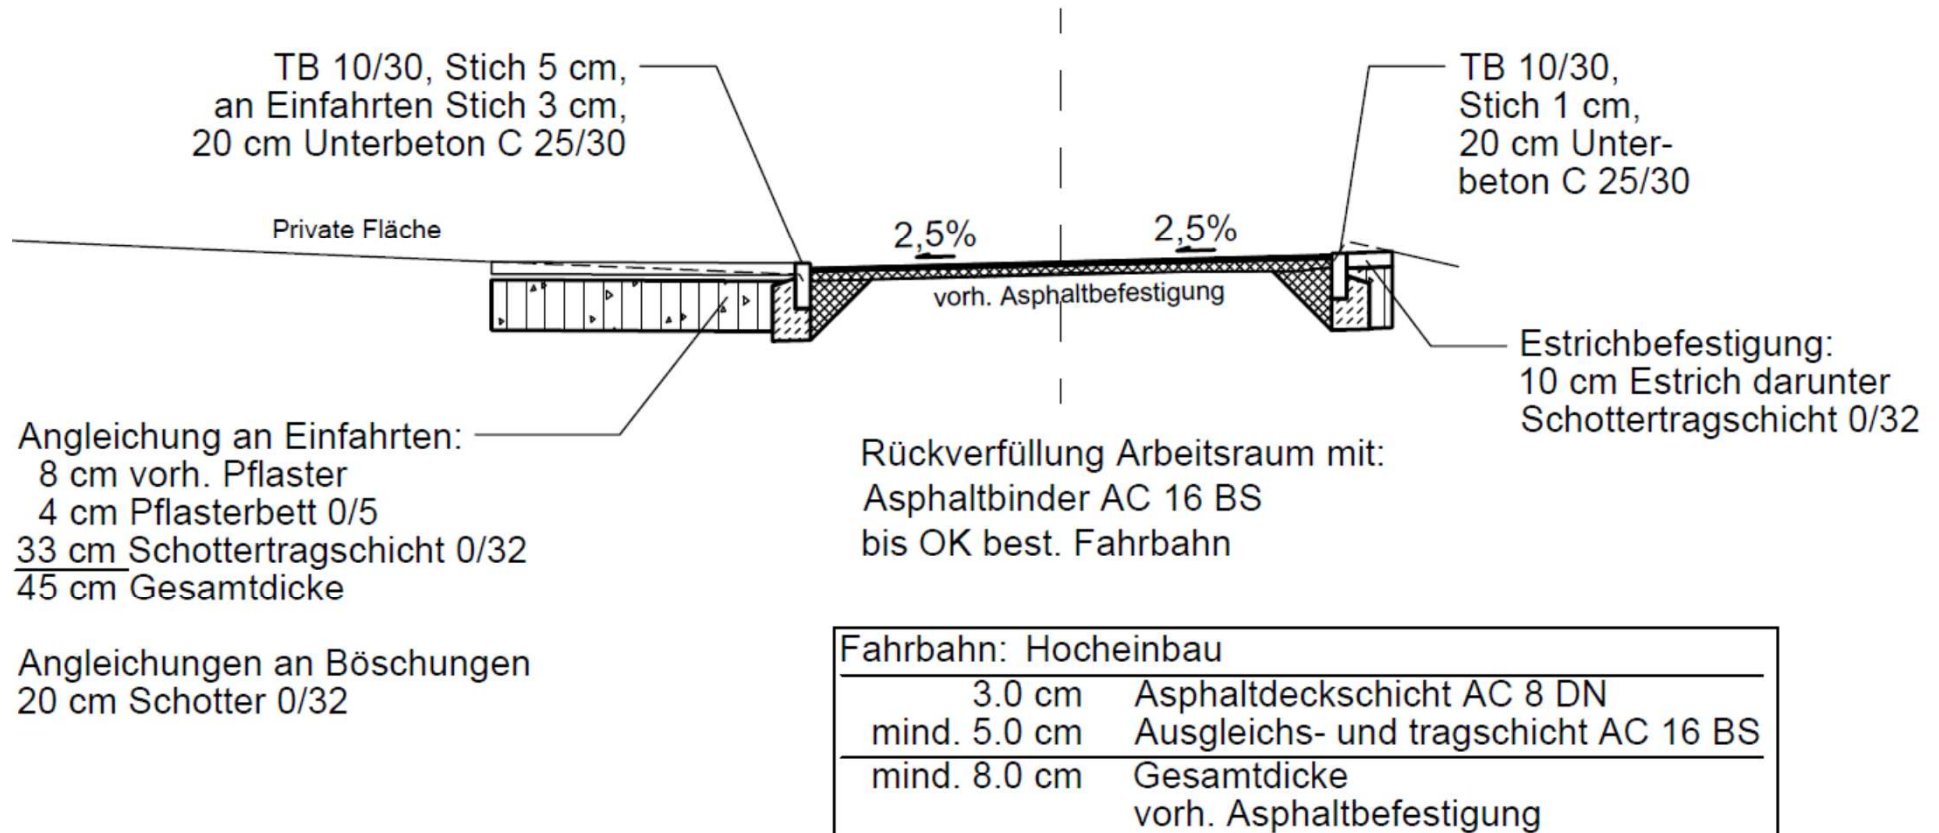 TB 10/30, Stich 5 cm,
an Einfahrten Stich 3 cm,
20 cm Unterbeton C 25/30
TB 10/30,
Stich 1 cm,
20 cm Unter-
beton C 25/30
Private Fläche
2,5%
2,5%
vorh. Asphaltbefestigung
Estrichbefestigung:
10 cm Estrich darunter
Schottertragschicht 0/32
Angleichung an Einfahrten:
8 cm vorh. Pflaster
4 cm Pflasterbett 0/5
33 cm Schottertragschicht 0/32
45 cm Gesamtdicke
Rückverfüllung Arbeitsraum mit:
Asphaltbinder AC 16 BS
bis OK best. Fahrbahn
Angleichungen an Böschungen
20 cm Schotter 0/32
Fahrbahn: Hocheinbau
3.0 cm Asphaltdeckschicht AC 8 DN
mind. 5.0 cm Ausgleichs- und tragschicht AC 16 BS
mind. 8.0 cm Gesamtdicke
vorh. Asphaltbefestigung